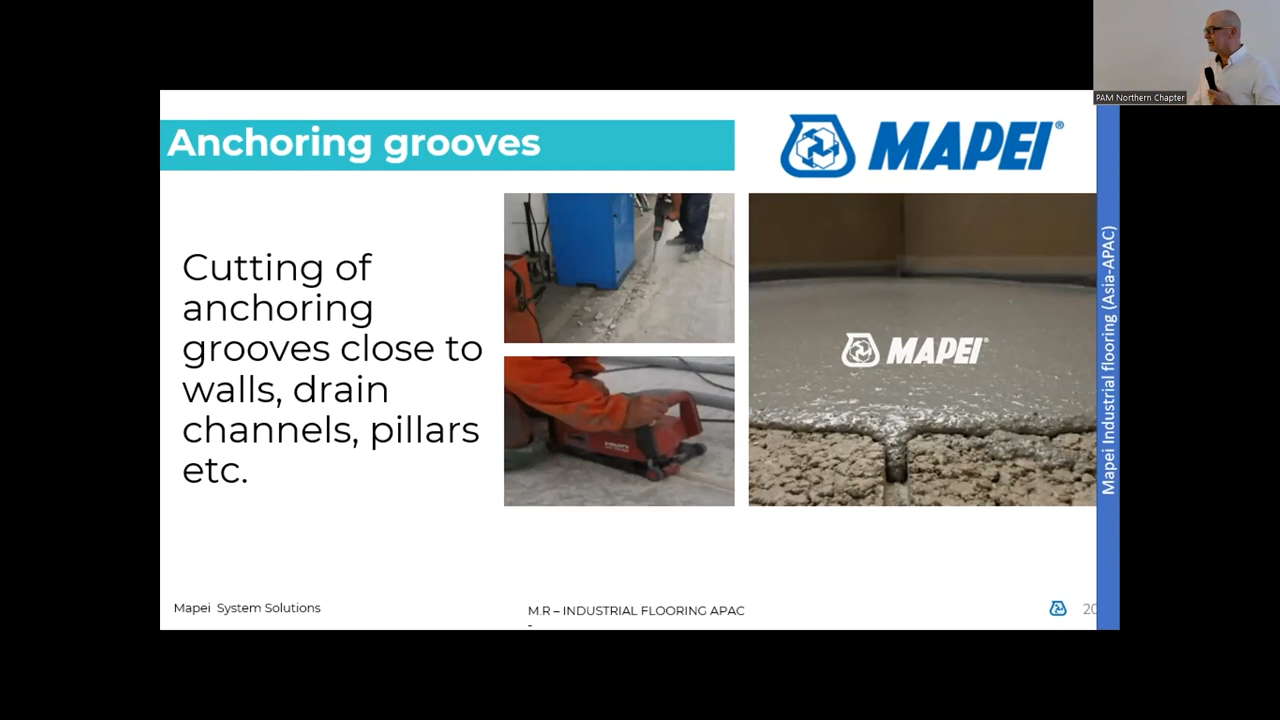 PAM Northern Chapter
Anchoring grooves
MAPEI®
Cutting of
anchoring
grooves close to
walls, drain
channels, pillars
etc.
MAPEI®
Mapei Industrial flooring (Asia-APAC)
Mapei System Solutions
M.R – INDUSTRIAL FLOORING APAC
-
20